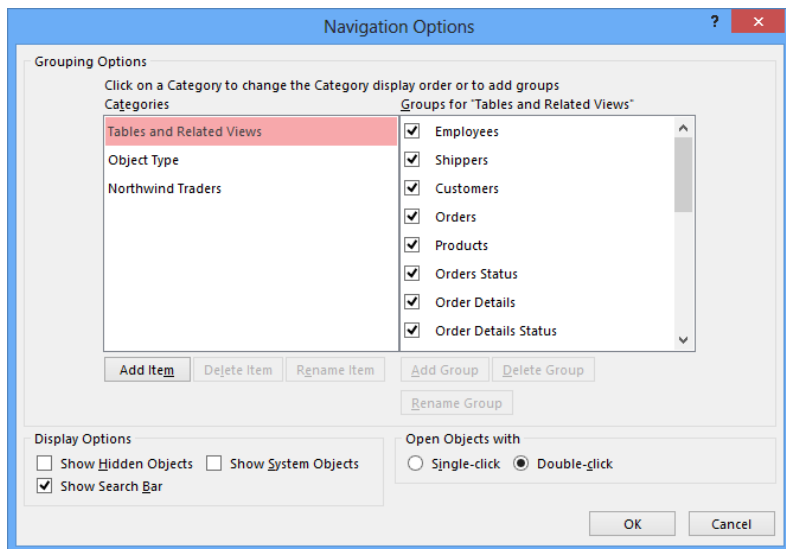 Navigation Options
?
Grouping Options
Click on a Category to change the Category display order or to add groups
Categories
Groups for "Tables and Related Views"
Tables and Related Views
Object Type
Northwind Traders
Employees
Shippers
Customers
Orders
Products
Orders Status
Order Details
Order Details Status
Add Item
Delete Item
Rename Item
Add Group
Delete Group
Rename Group
Display Options
Show Hidden Objects
Show System Objects
Show Search Bar
Open Objects with
Single-click
Double-click
OK
Cancel